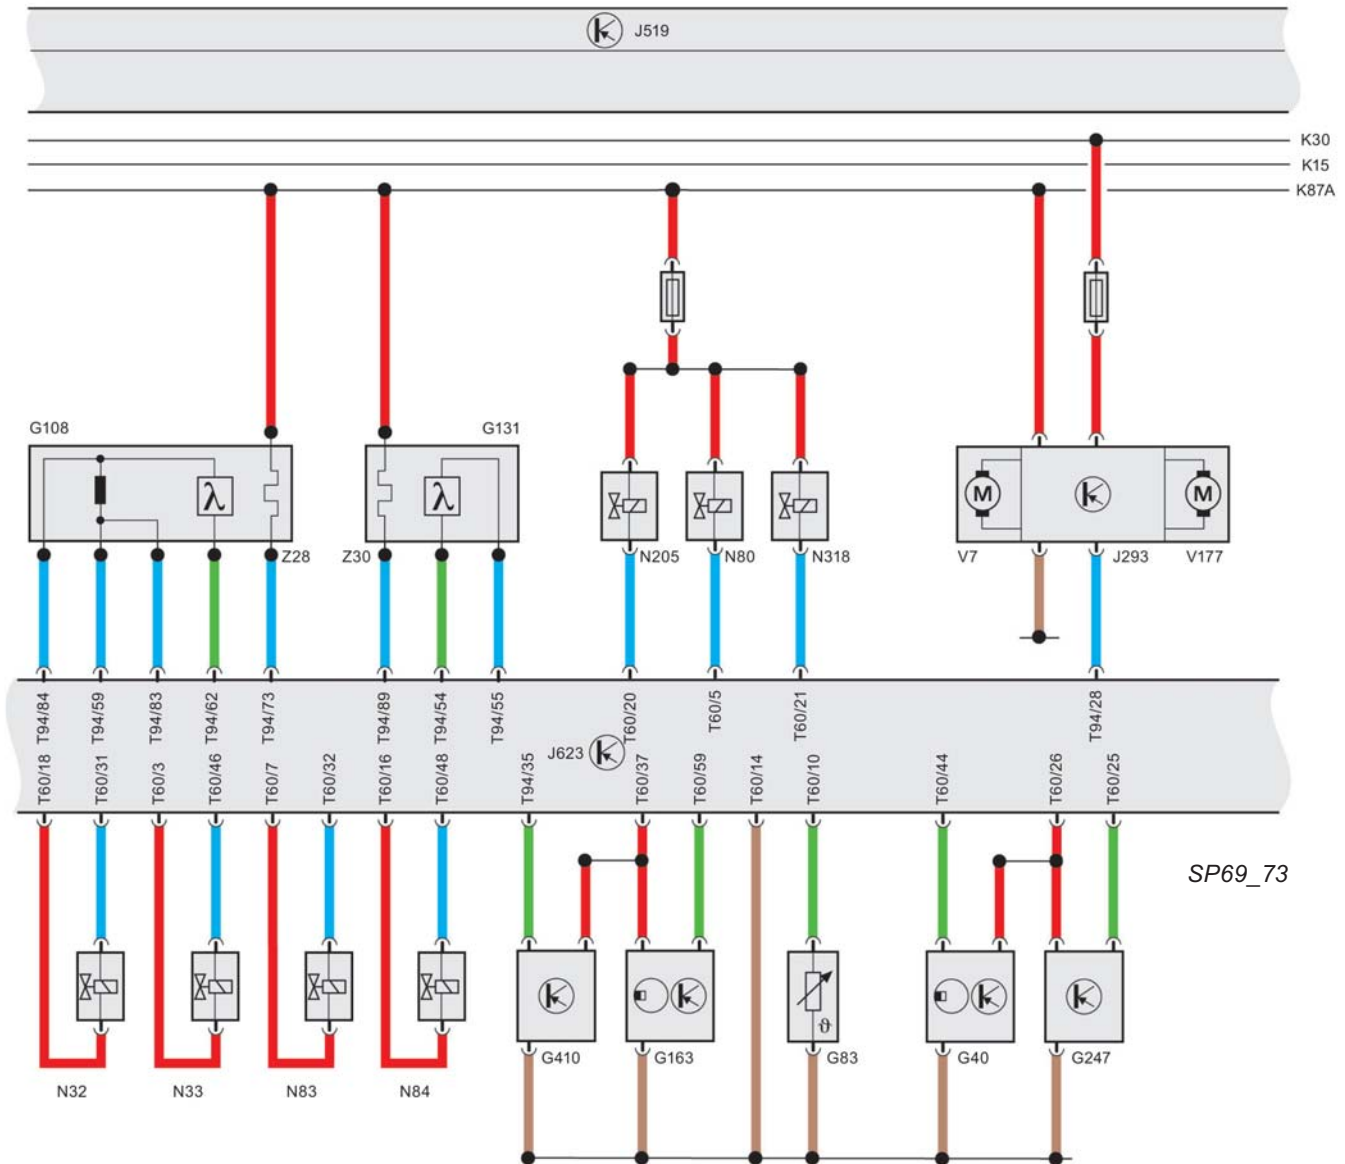 J519
K30
K15
K87A
G108
G131
λ
λ
M
M
Z28
Z30
N205
N80
N318
V7
J293
V177
T94/84
T94/59
T94/83
T94/62
T94/73
T94/89
T94/54
T94/55
T60/20
T60/5
T60/21
T94/28
J623
T60/18
T60/31
T60/3
T60/46
T60/7
T60/32
T60/16
T60/48
T94/35
T60/37
T60/59
T60/14
T60/10
T60/44
T60/26
T60/25
SP69_73
ϑ
G410
G163
G83
G40
G247
N32
N33
N83
N84